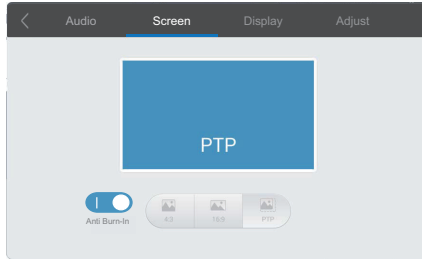 Audio Screen Display Adjust
PTP
Anti Burn-In
4:3 16:9 PTP